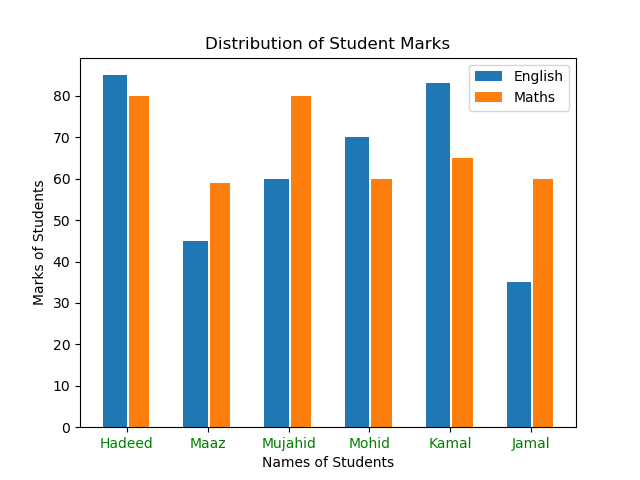 Distribution of Student Marks
English
Maths
Marks of Students
80
70
60
50
40
30
20
10
0
Hadeed Maaz Mujahid Mohid Kamal Jamal
Names of Students